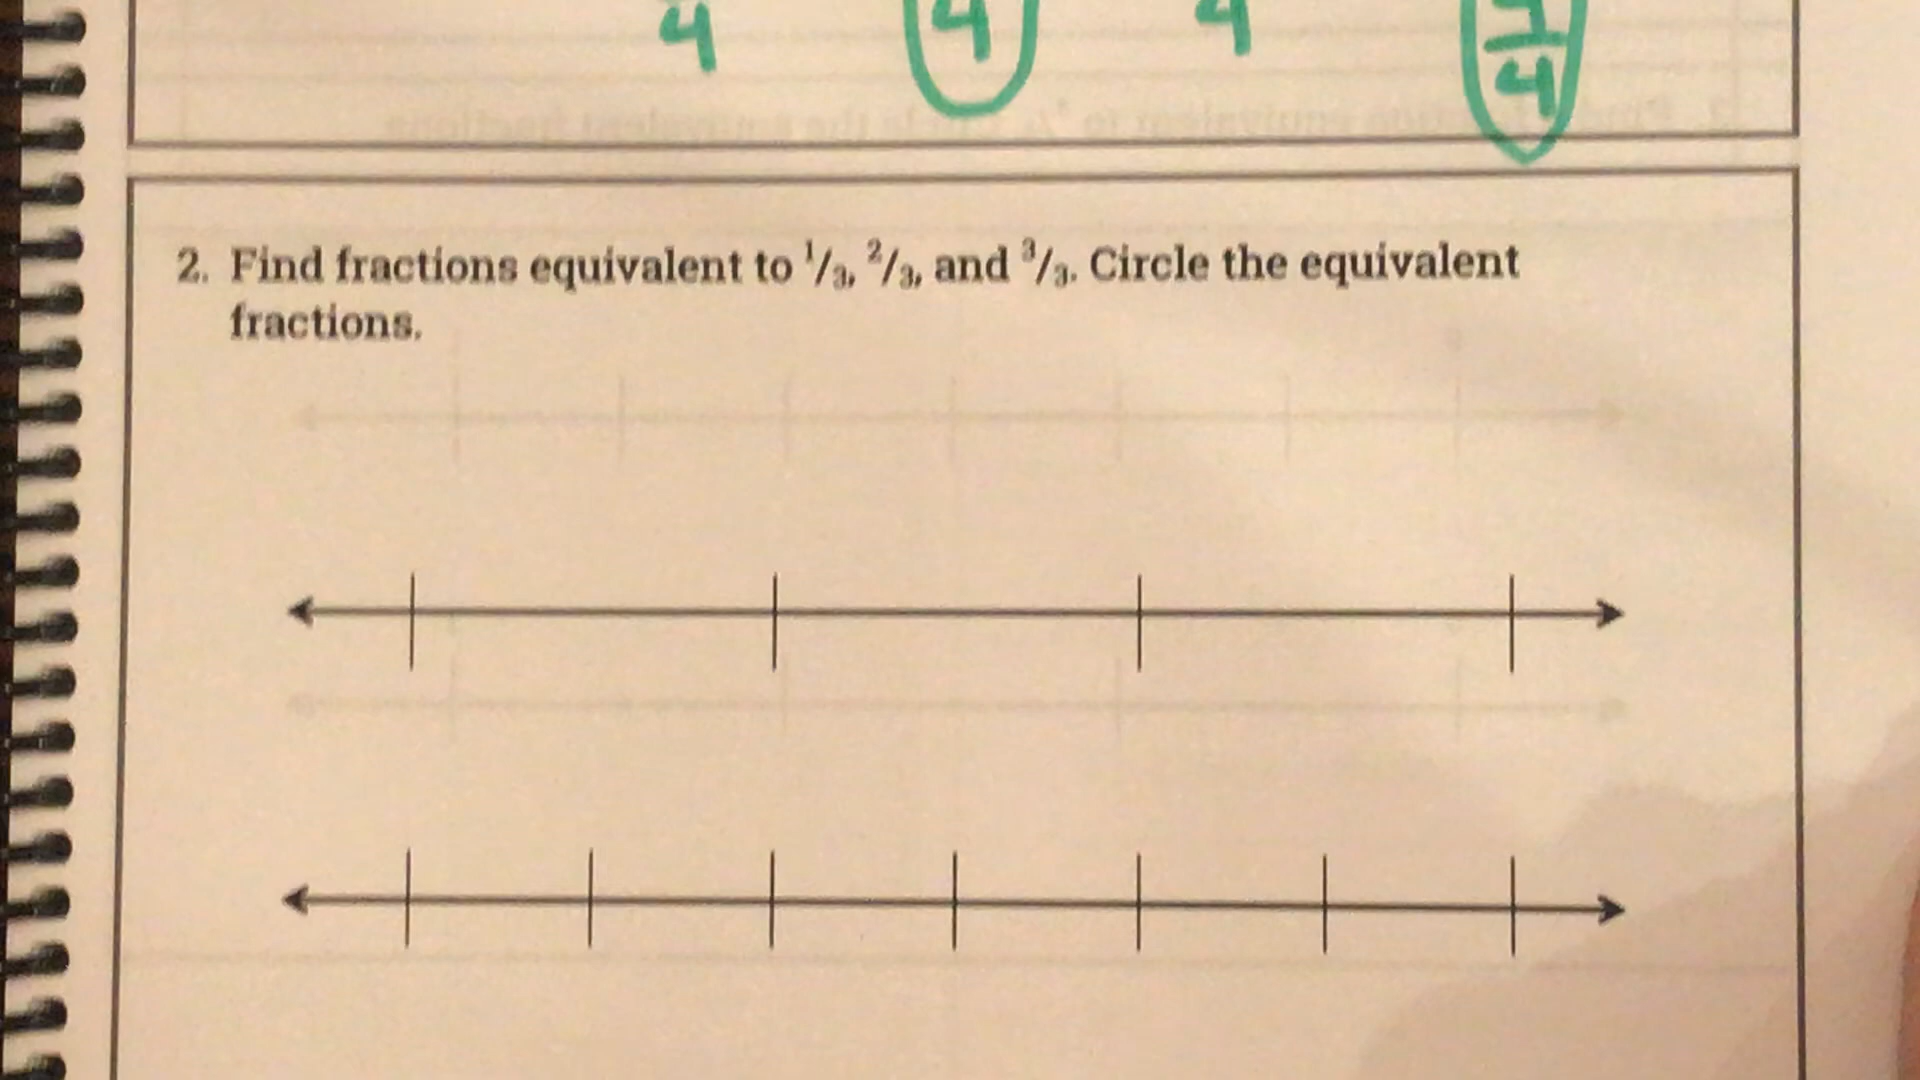 4 4 4 4
2. Find fractions equivalent to ¹/₃, ²/₃, and ³/₃. Circle the equivalent
fractions.